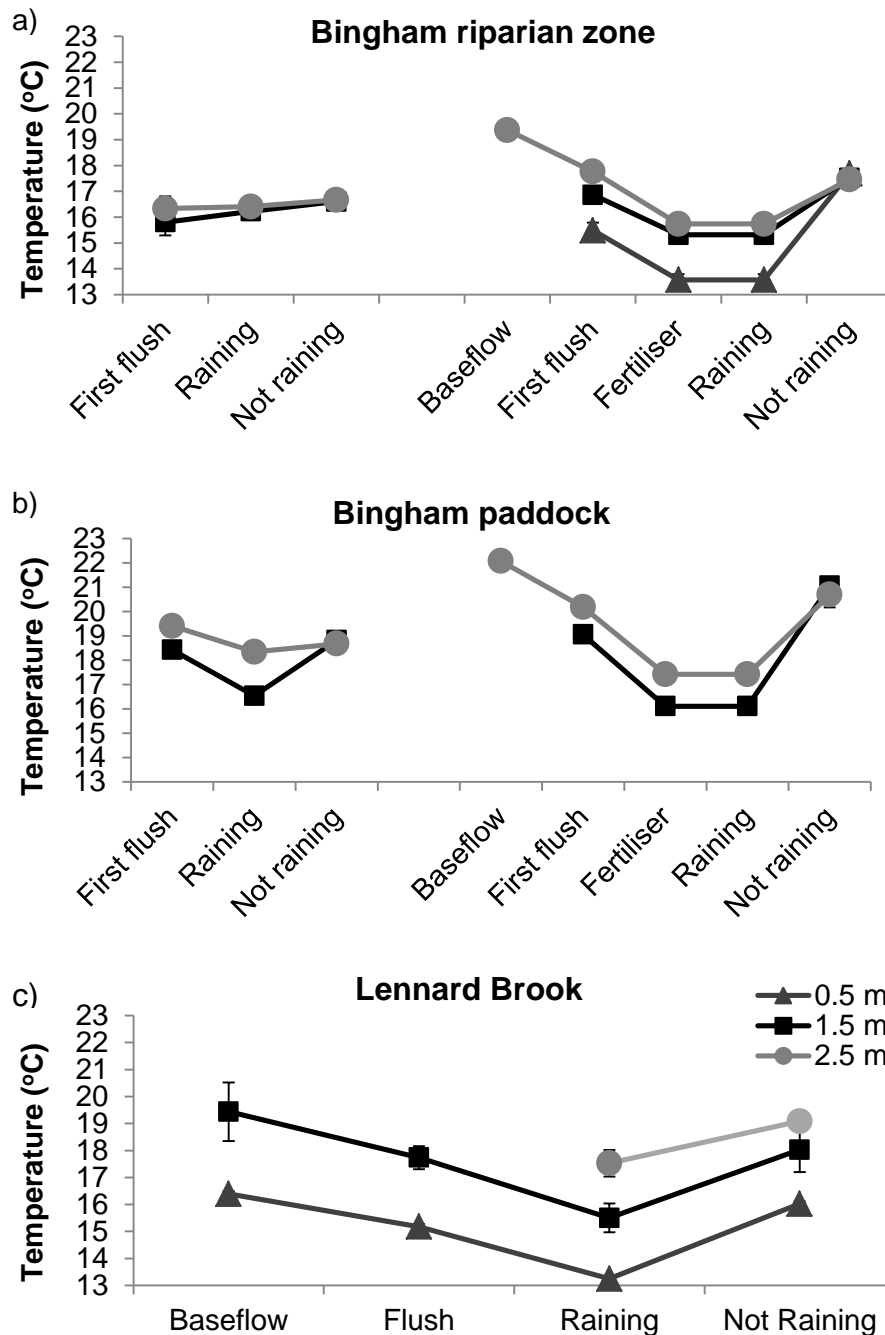 a)
Bingham riparian zone
Temperature (ºC)
23
22
21
20
19
18
17
16
15
14
13
First flush
Raining
Not raining
Baseflow
First flush
Fertiliser
Raining
Not raining
b)
Bingham paddock
Temperature (ºC)
23
22
21
20
19
18
17
16
15
14
13
First flush
Raining
Not raining
Baseflow
First flush
Fertiliser
Raining
Not raining
c)
Lennard Brook
Temperature (ºC)
23
22
21
20
19
18
17
16
15
14
13
0.5 m
1.5 m
2.5 m
Baseflow
Flush
Raining
Not Raining